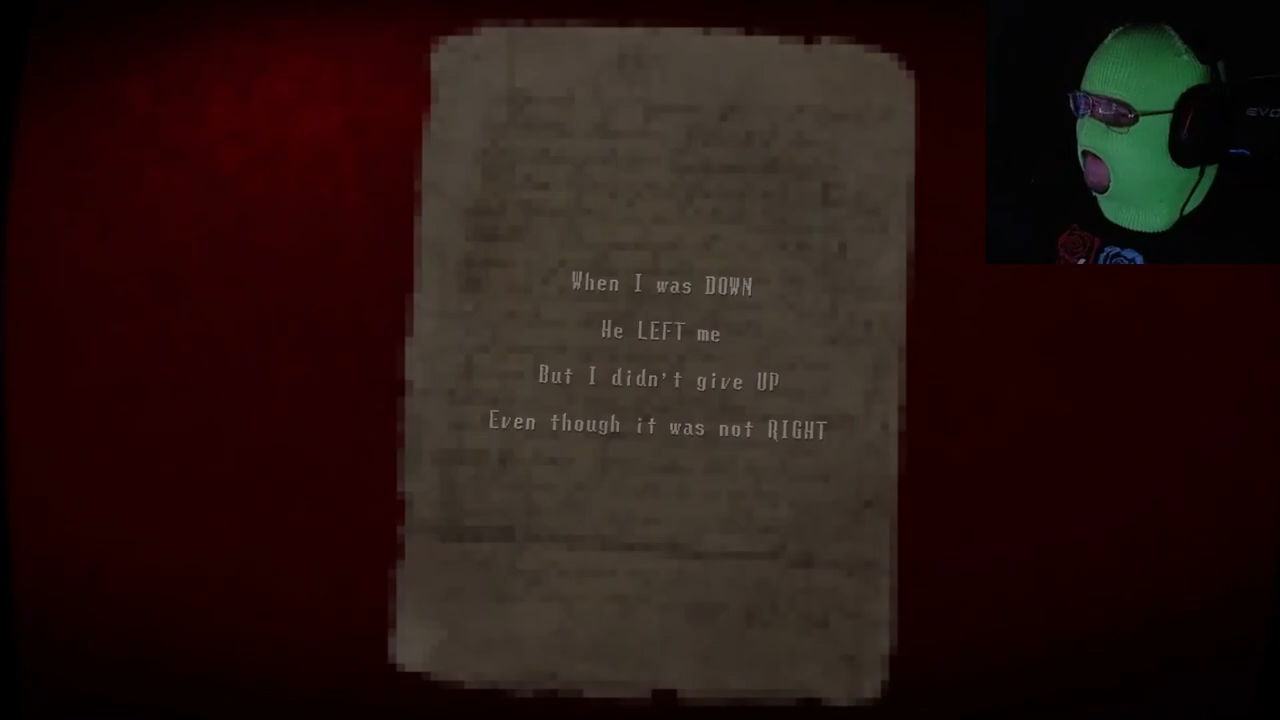 When I was DOWN
He LEFT me
But I didn't give UP
Even though it was not RIGHT